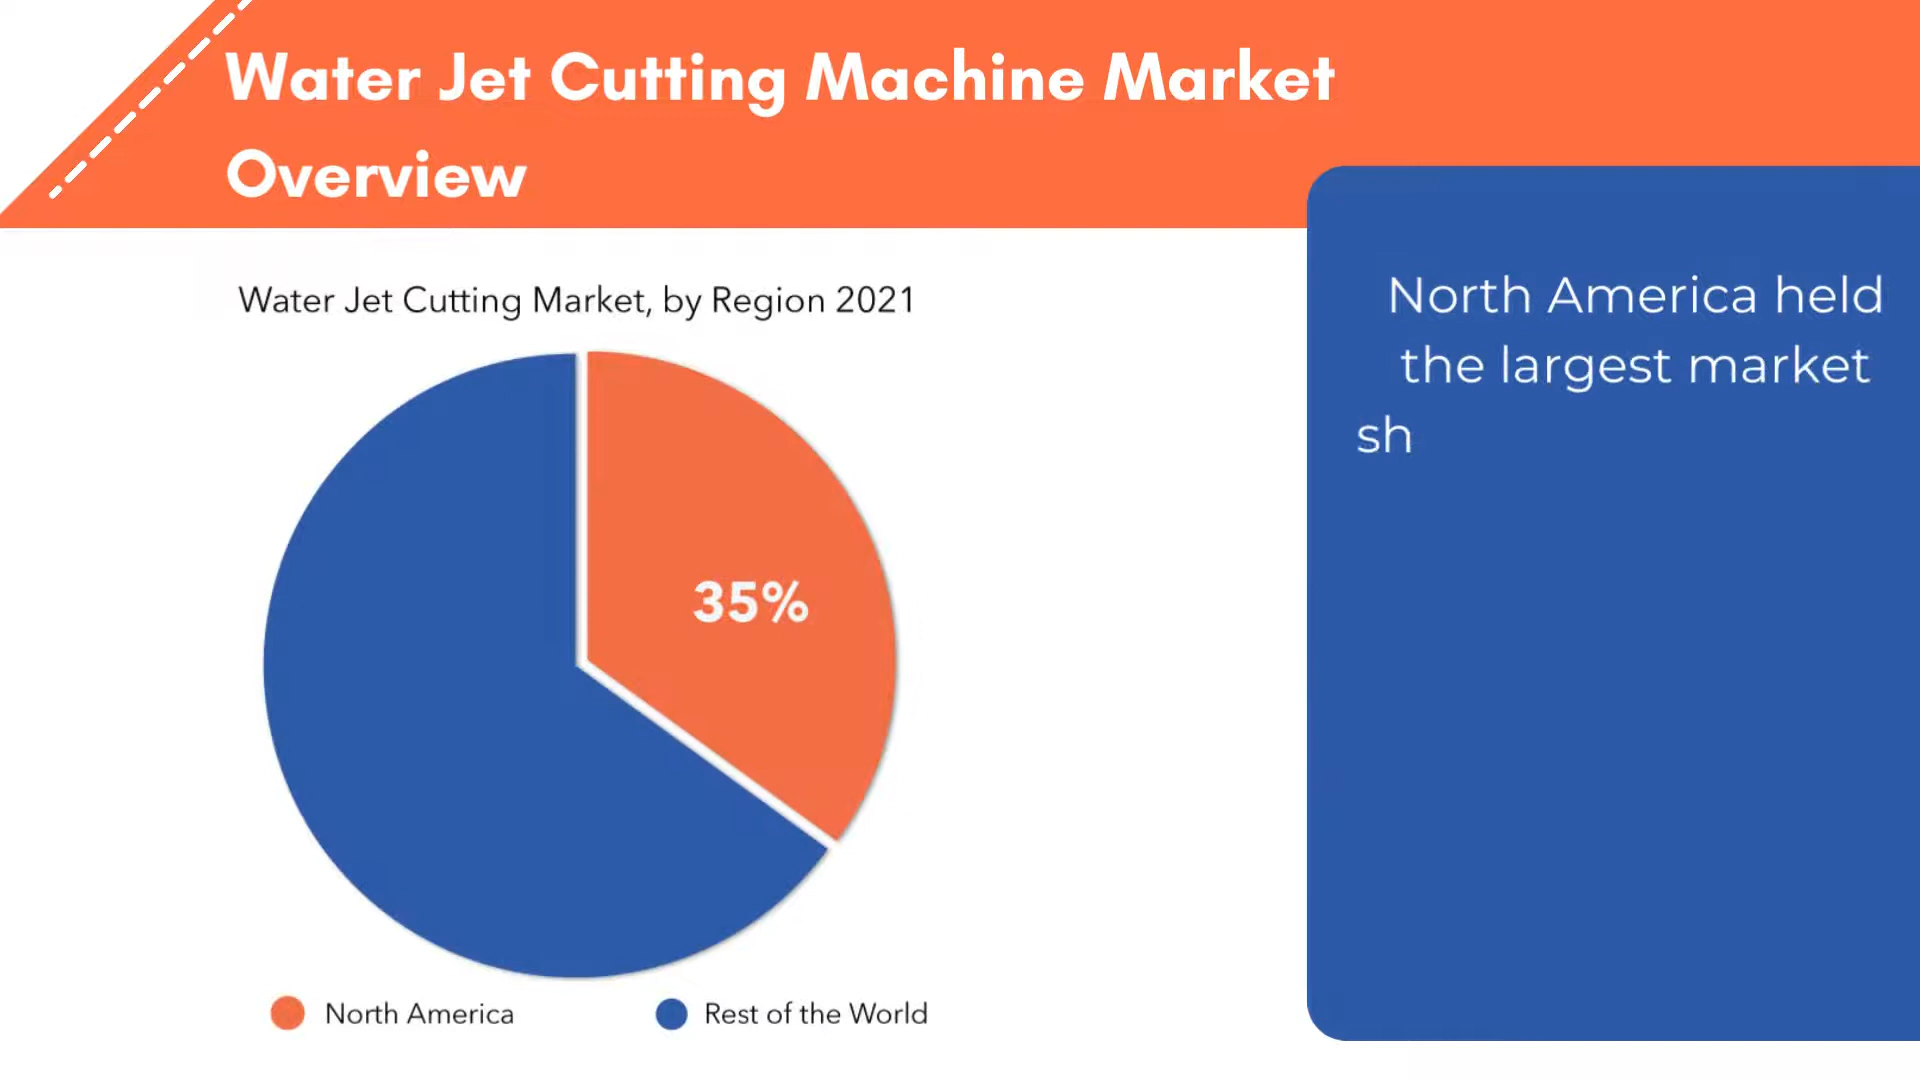 Water Jet Cutting Machine Market
Overview
Water Jet Cutting Market, by Region 2021
35%
North America
Rest of the World
North America held
the largest market
sh